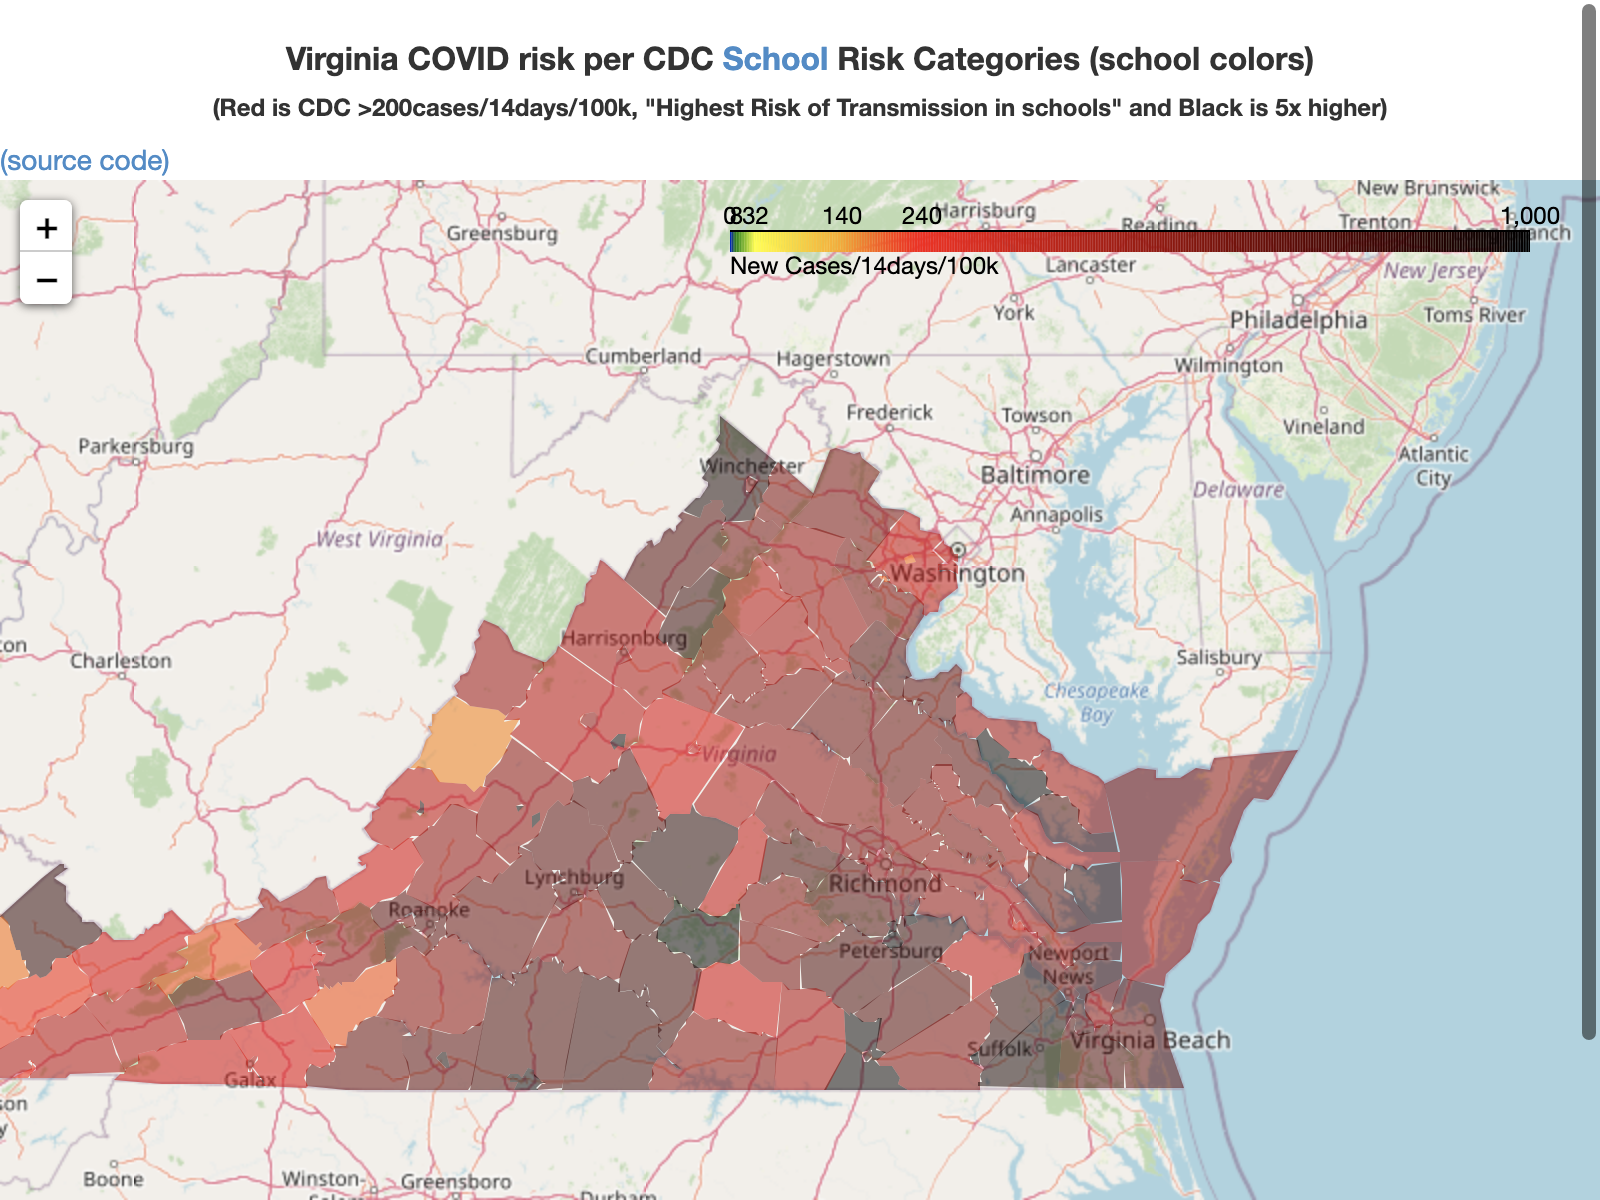 Virginia COVID risk per CDC School Risk Categories (school colors)
(Red is CDC >200cases/14days/100k, "Highest Risk of Transmission in schools" and Black is 5x higher)
(source code)
+
−
0 8 32 140 240 1,000
New Cases/14days/100k
New Brunswick
Greensburg
Harrisburg
Reading
Trenton
Lancaster
New Jersey
York
Philadelphia
Toms River
Cumberland
Hagerstown
Wilmington
Frederick
Towson
Vineland
Parkersburg
Winchester
Baltimore
Atlantic
City
Delaware
Annapolis
West Virginia
Washington
Harrisonburg
Charleston
Salisbury
Chesapeake
Bay
Virginia
Lynchburg
Richmond
Roanoke
Petersburg
Newport
News
Suffolk
Virginia Beach
Galax
Boone
Winston-
Greensboro
Durham